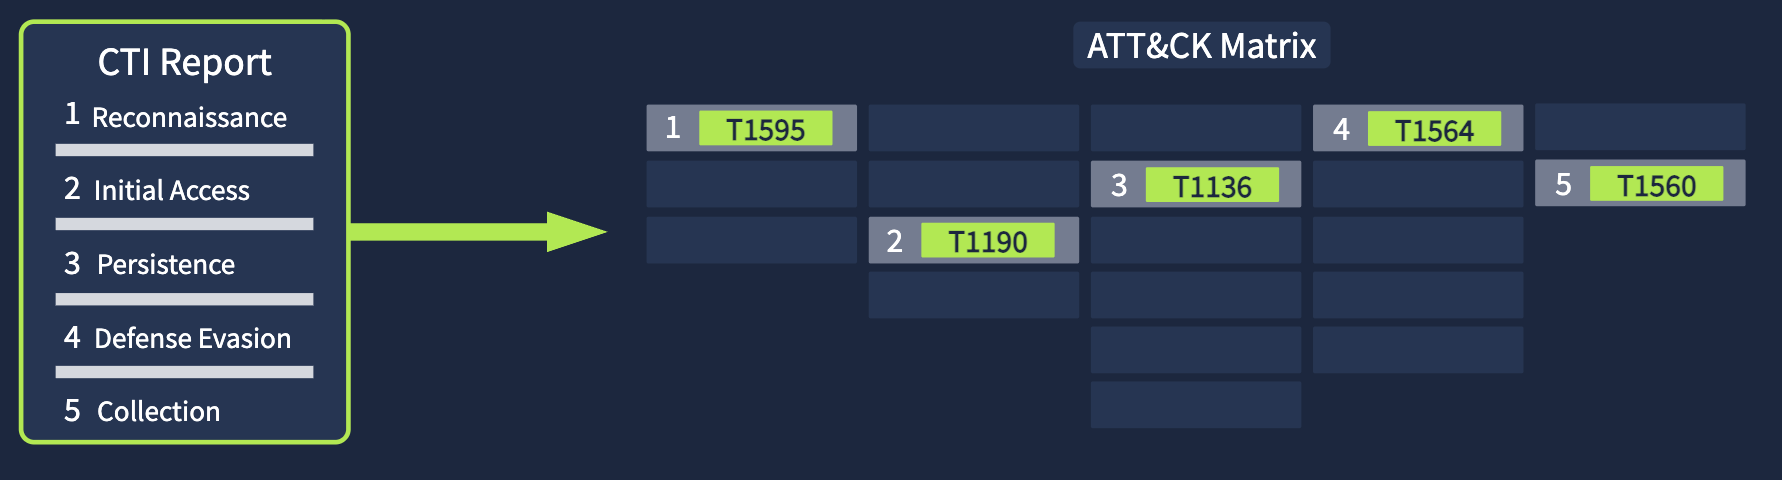 CTI Report
1 Reconnaissance
2 Initial Access
3 Persistence
4 Defense Evasion
5 Collection
ATT&CK Matrix
1 T1595
4 T1564
3 T1136
5 T1560
2 T1190